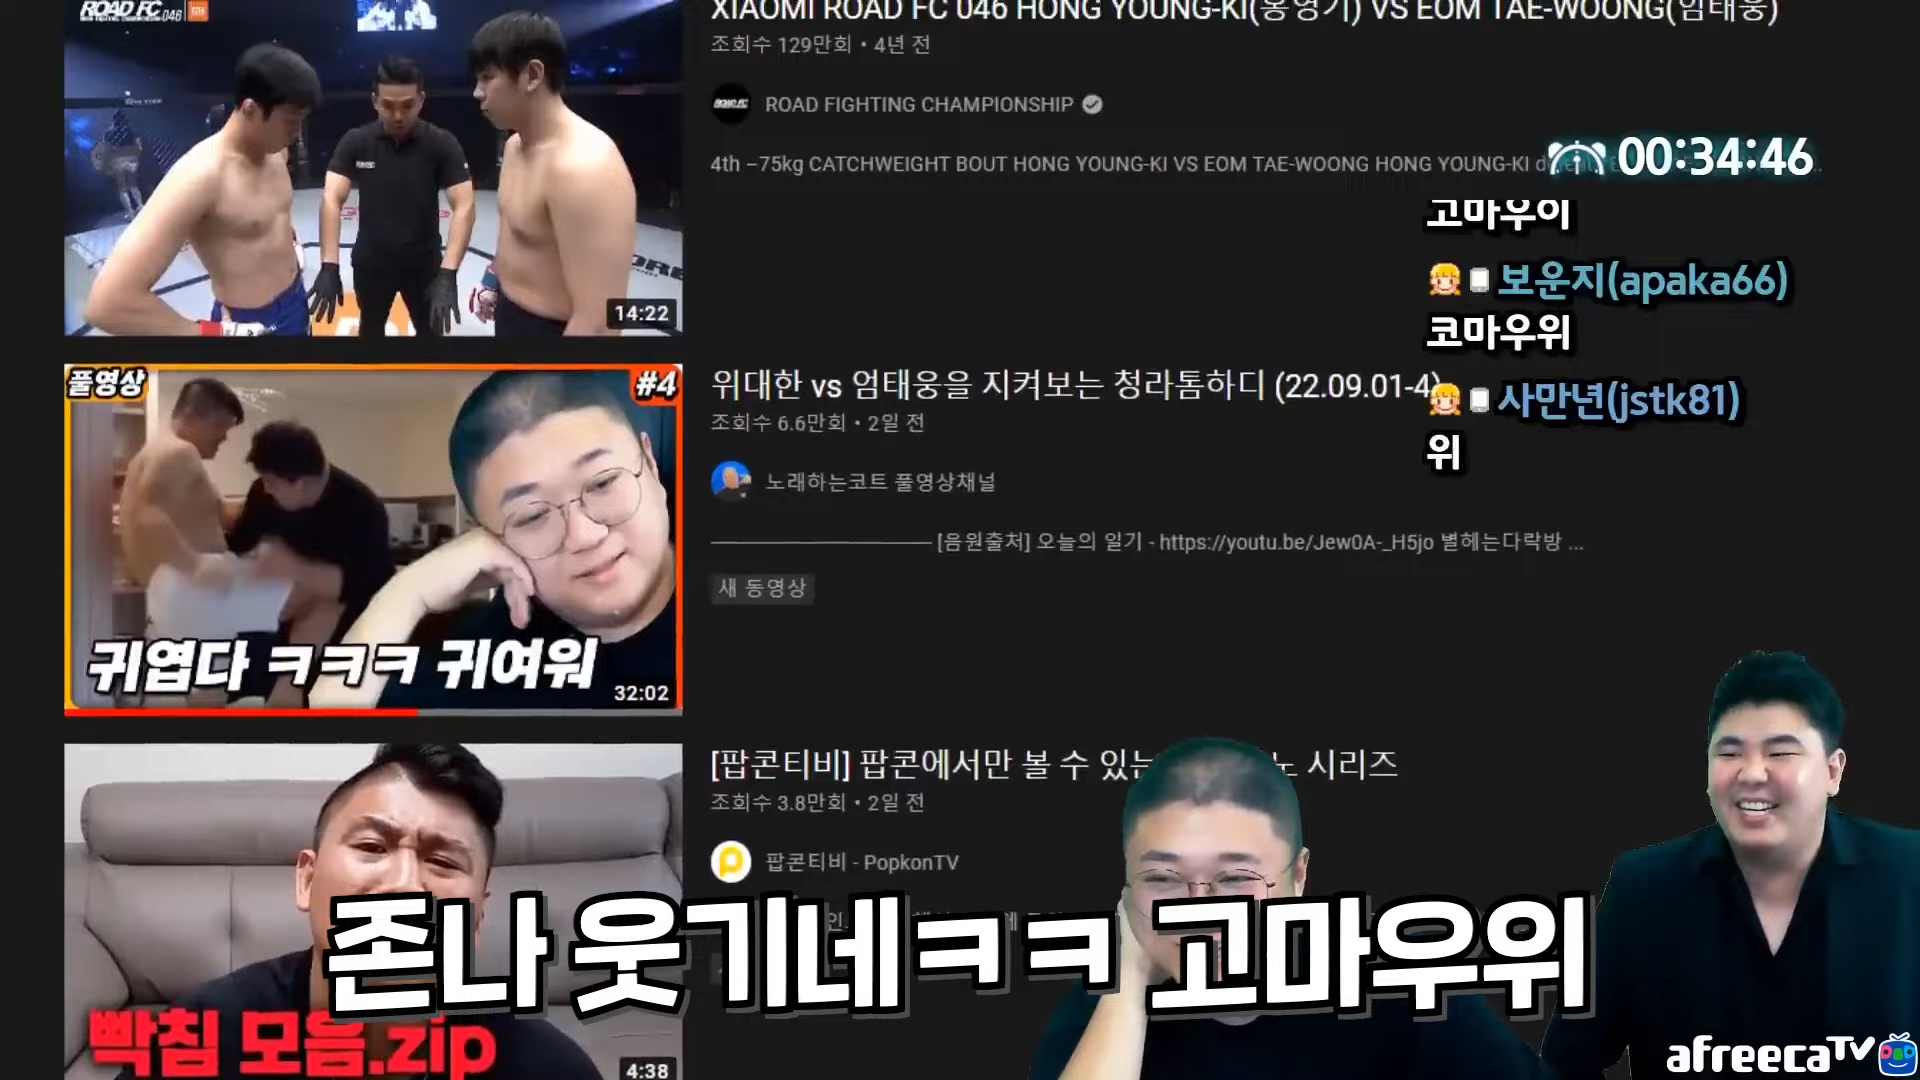 ROAD FC 046
XIAOMI ROAD FC 046 HONG YOUNG-KI(홍영기) VS EOM TAE-WOONG(엄태웅)
조회수 129만회 • 4년 전
ROAD FC
ROAD FIGHTING CHAMPIONSHIP
4th –75kg CATCHWEIGHT BOUT HONG YOUNG-KI VS EOM TAE-WOONG HONG YOUNG-KI
14:22
00:34:46
고마우이
보운지(apaka66)
코마우위
사만년(jstk81)
위
풀영상
#4
귀엽다 ㅋㅋㅋ 귀여워
32:02
위대한 vs 엄태웅을 지켜보는 청라톰하디 (22.09.01-4)
조회수 6.6만회 • 2일 전
노래하는코트 풀영상채널
[음원출처] 오늘의 일기 - https://youtu.be/Jew0A-_H5jo 별헤는다락방 ...
새 동영상
[팝콘티비] 팝콘에서만 볼 수 있는 시리즈
조회수 3.8만회 • 2일 전
팝콘티비 - PopkonTV
존나 웃기네ㅋㅋ 고마우위
빡침 모음.zip
4:38
afreecaTV